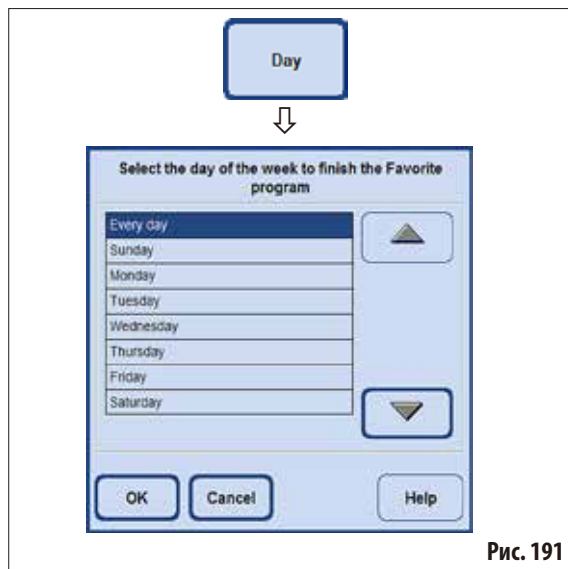 Day
Select the day of the week to finish the Favorite
program
Every day
Sunday
Monday
Tuesday
Wednesday
Thursday
Friday
Saturday
OK
Cancel
Help
Рис. 191